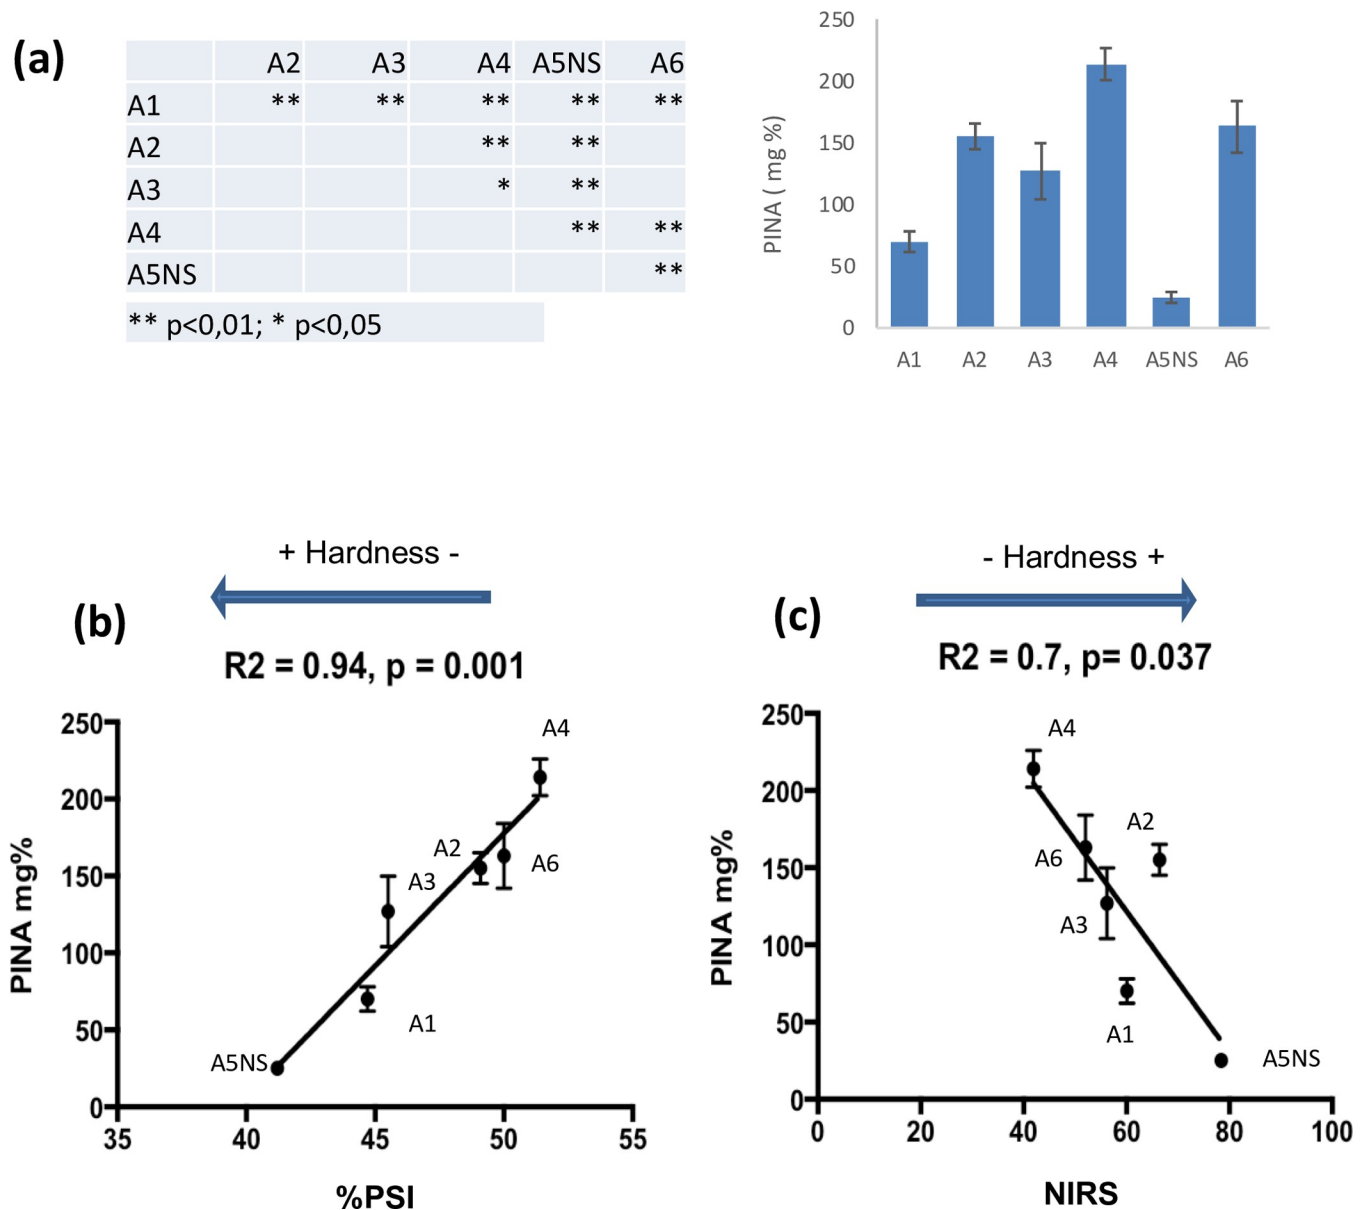 (a)
A2 A3 A4 A5NS A6
A1 ** ** ** ** **
A2 ** **
A3 * **
A4 ** **
A5NS **
** p<0,01; * p<0,05
250
200
150
100
50
0
PINA ( mg %)
A1 A2 A3 A4 A5NS A6
(b)
+ Hardness -
R2 = 0.94, p = 0.001
250
200
150
100
50
0
PINA mg%
A4
A2
A3
A6
A1
A5NS
35 40 45 50 55
%PSI
(c)
- Hardness +
R2 = 0.7, p= 0.037
250
200
150
100
50
0
PINA mg%
A4
A2
A6
A3
A1
A5NS
0 20 40 60 80 100
NIRS